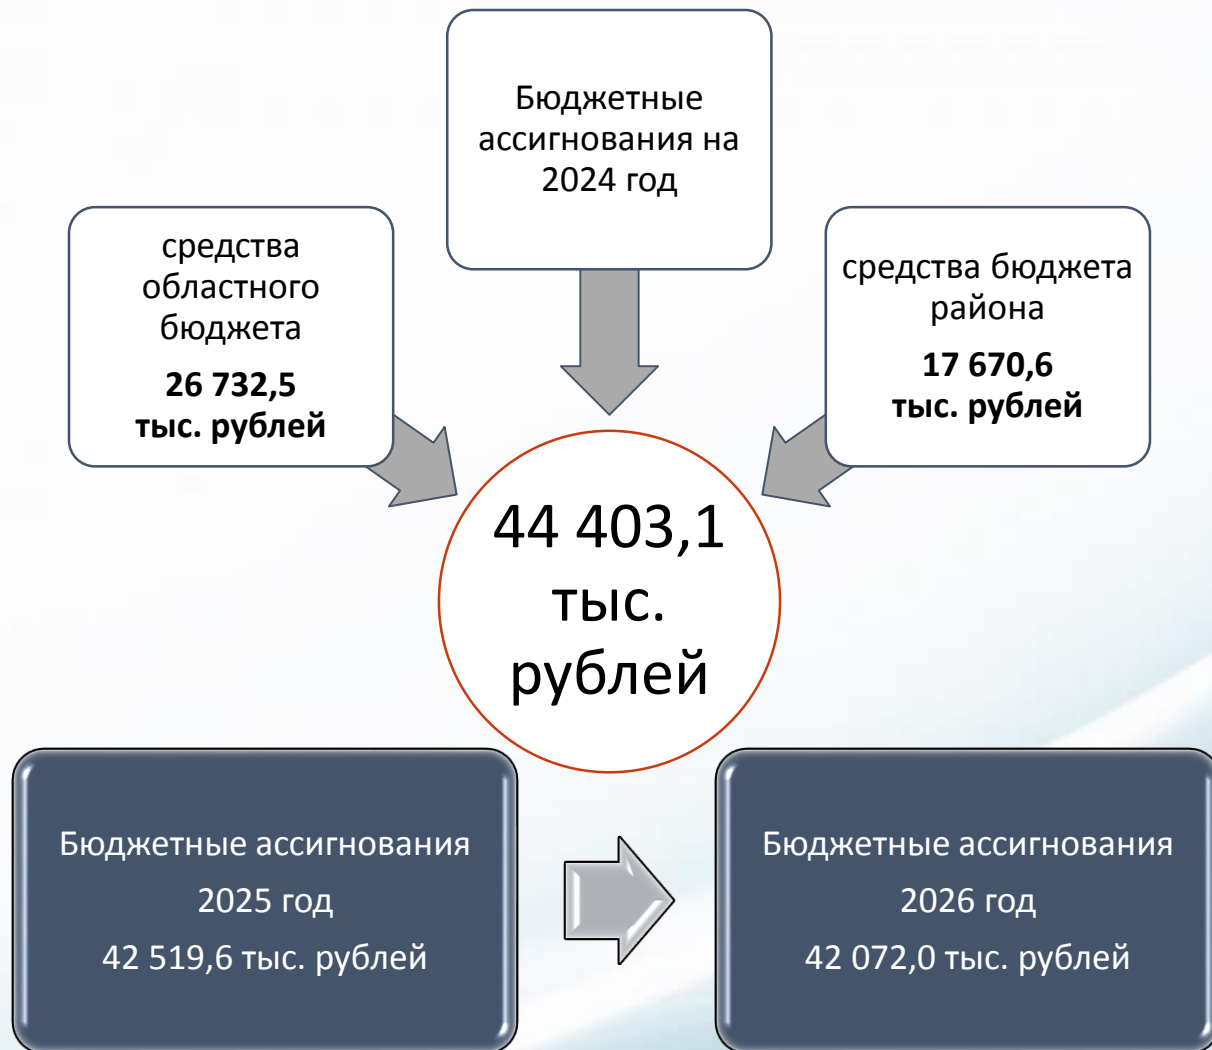 Бюджетные
ассигнования на
2024 год
средства
областного
бюджета
26 732,5
тыс. рублей
средства бюджета
района
17 670,6
тыс. рублей
44 403,1
тыс.
рублей
Бюджетные ассигнования
2025 год
42 519,6 тыс. рублей
Бюджетные ассигнования
2026 год
42 072,0 тыс. рублей